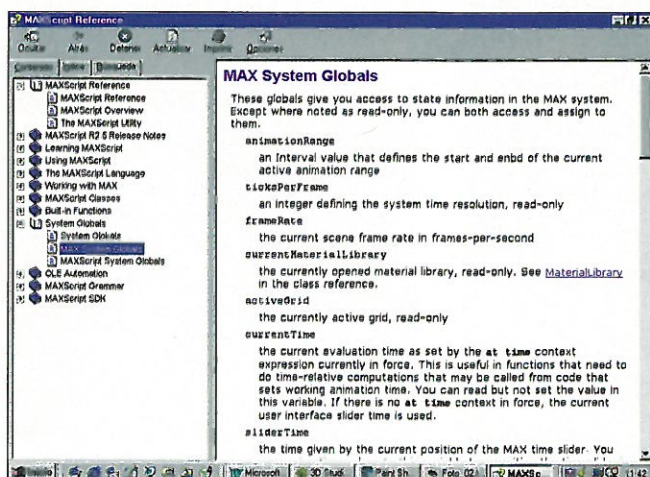 MAXScript Reference
Ocultar Atrás Detener Actualizar Imprimir Opciones
Contenido Índice Búsqueda
MAXScript Reference
MAXScript Reference
MAXScript Overview
The MAXScript Utility
MAXScript R2.5 Release Notes
Learning MAXScript
Using MAXScript
The MAXScript Language
Working with MAX
MAXScript Classes
Built-in Functions
System Globals
System Globals
MAX System Globals
MAXScript System Globals
OLE Automation
MAXScript Grammar
MAXScript SDK
MAX System Globals
These globals give you access to state information in the MAX system.
Except where noted as read-only, you can both access and assign to
them.
animationRange
an Interval value that defines the start and enbd of the current
active animation range
ticksPerFrame
an integer defining the system time resolution, read-only
frameRate
the current scene frame rate in frames-per-second
currentMaterialLibrary
the currently opened material library, read-only. See MaterialLibrary
in the class reference.
activeGrid
the currently active grid, read-only
currentTime
the current evaluation time as set by the at time context
expression currently in force. This is useful in functions that need to
do time-relative computations that may be called from code that
sets working animation time. You can read but not set the value in
this variable. If there is no at time context in force, the current
user interface slider time is used.
sliderTime
the time given by the current position of the MAX time slider. You
Inicio Microsoft 3D Studi.. Paint Sh.. Foto 02) MAXSc... 11:42